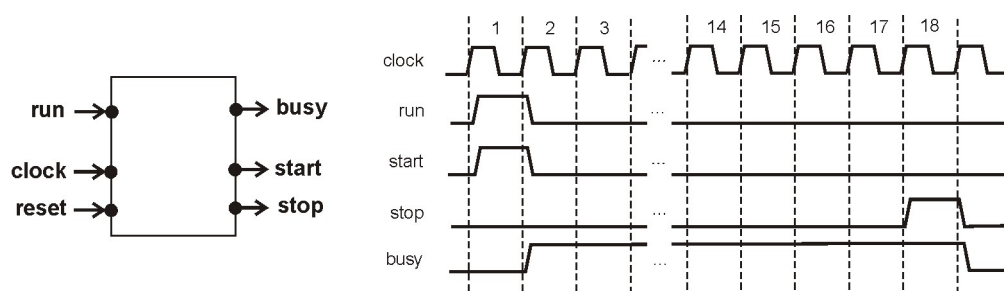 run
clock
reset
busy
start
stop
1 2 3 14 15 16 17 18
clock ...
run ...
start ...
stop ...
busy ...